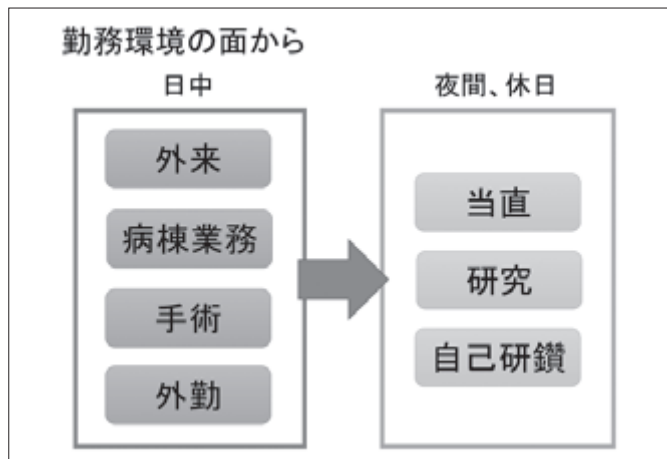 勤務環境の面から
日中
外来
病棟業務
手術
外勤
夜間、休日
当直
研究
自己研鑽